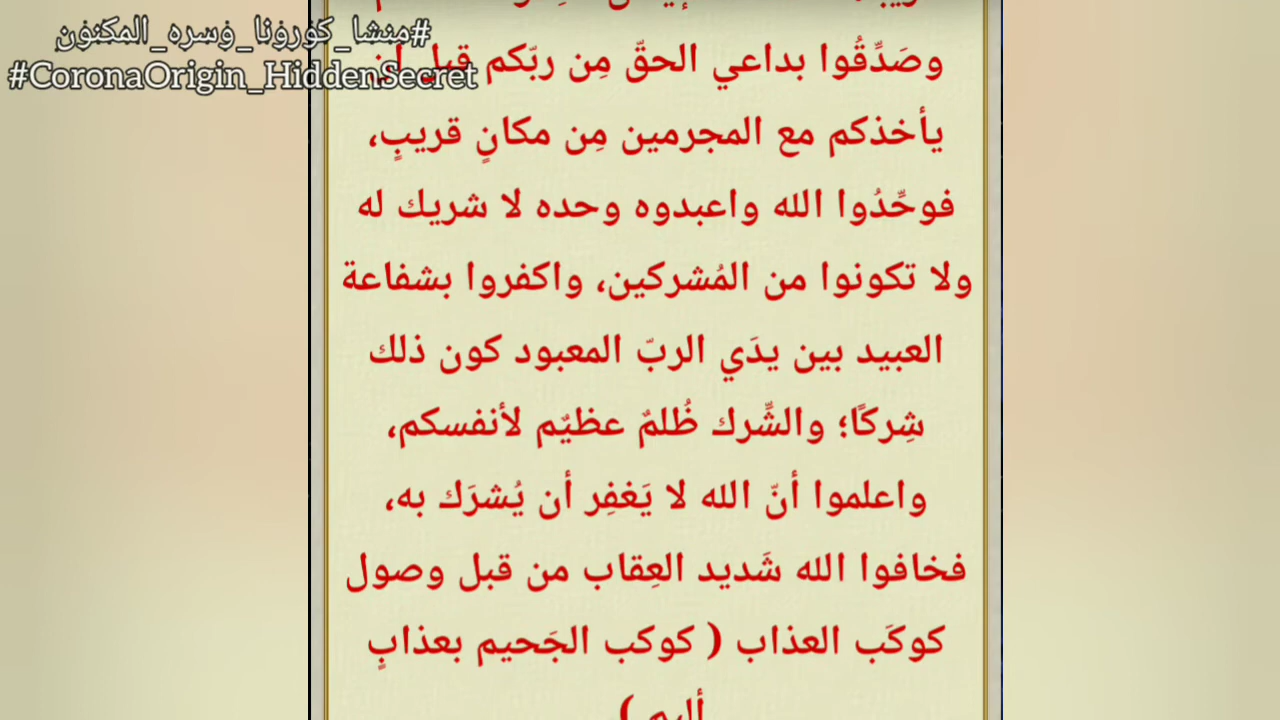 #منشا_كورونا_وسره_المكنون
#CoronaOrigin_HiddenSecret
وصَدِّقُوا بداعي الحقّ مِن ربّكم قبل أن
يأخذكم مع المجرمين مِن مكانٍ قريبٍ،
فوحِّدُوا الله واعبدوه وحده لا شريك له
ولا تكونوا من المُشركين، واكفروا بشفاعة
العبيد بين يدَي الربّ المعبود كون ذلك
شِركًا؛ والشِّرك ظُلمٌ عظيّم لأنفسكم،
واعلموا أنّ الله لا يَغفِر أن يُشرَك به،
فخافوا الله شَديد العِقاب من قبل وصول
كوكَب العذاب ( كوكب الجَحيم بعذابٍ
أليم )